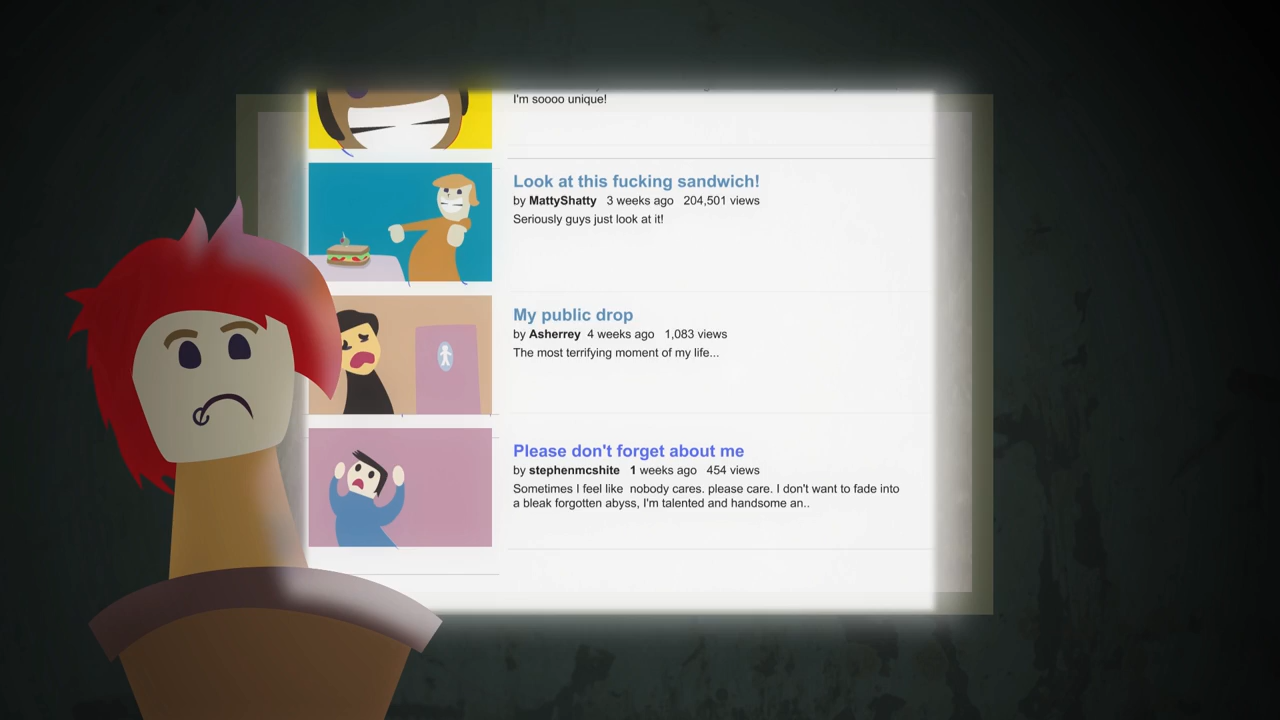 I'm soooo unique!
Look at this fucking sandwich!
by MattyShatty 3 weeks ago 204,501 views
Seriously guys just look at it!
My public drop
by Asherrey 4 weeks ago 1,083 views
The most terrifying moment of my life...
Please don't forget about me
by stephenmcshite 1 weeks ago 454 views
Sometimes I feel like nobody cares. please care. I don't want to fade into
a bleak forgotten abyss, I'm talented and handsome an..